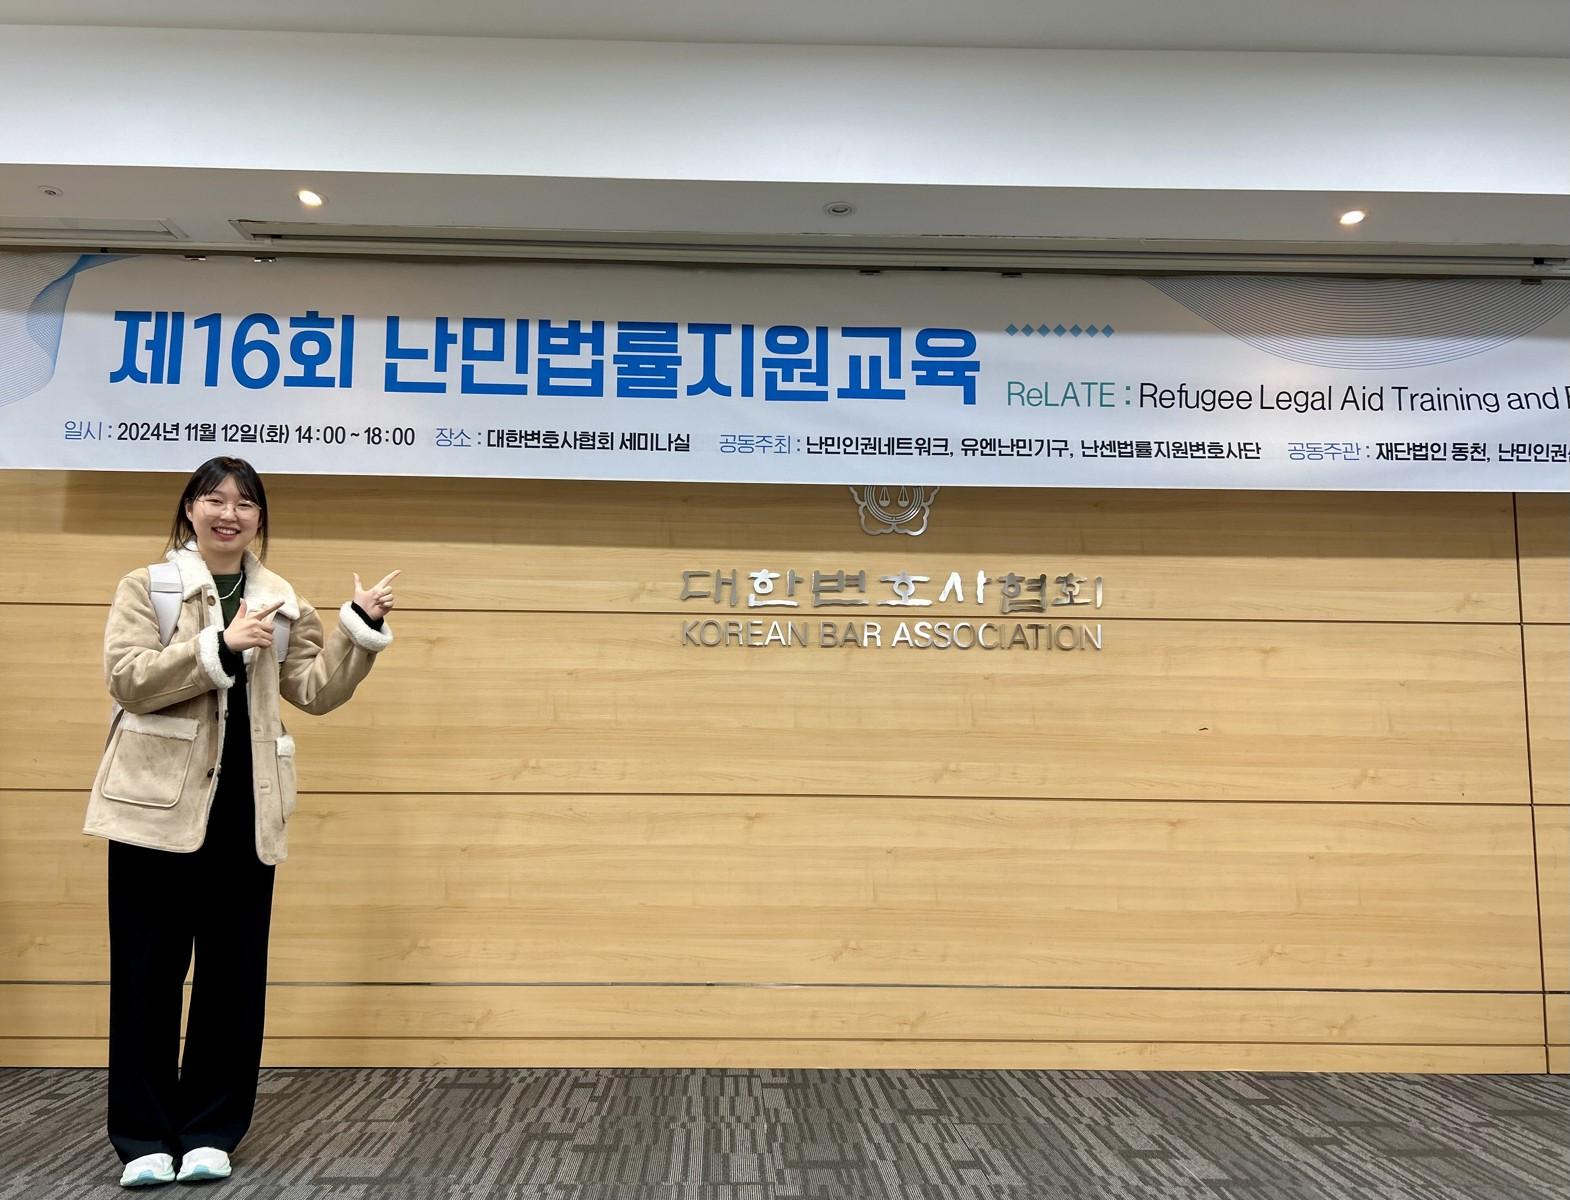 제16회 난민법률지원교육
ReLATE : Refugee Legal Aid Training and
일시 : 2024년 11월 12일(화) 14:00 ~ 18:00 장소 : 대한변호사협회 세미나실 공동주최 : 난민인권네트워크, 유엔난민기구, 난센법률지원변호사단 공동주관 : 재단법인 동천, 난민인권
대한변호사협회
KOREAN BAR ASSOCIATION